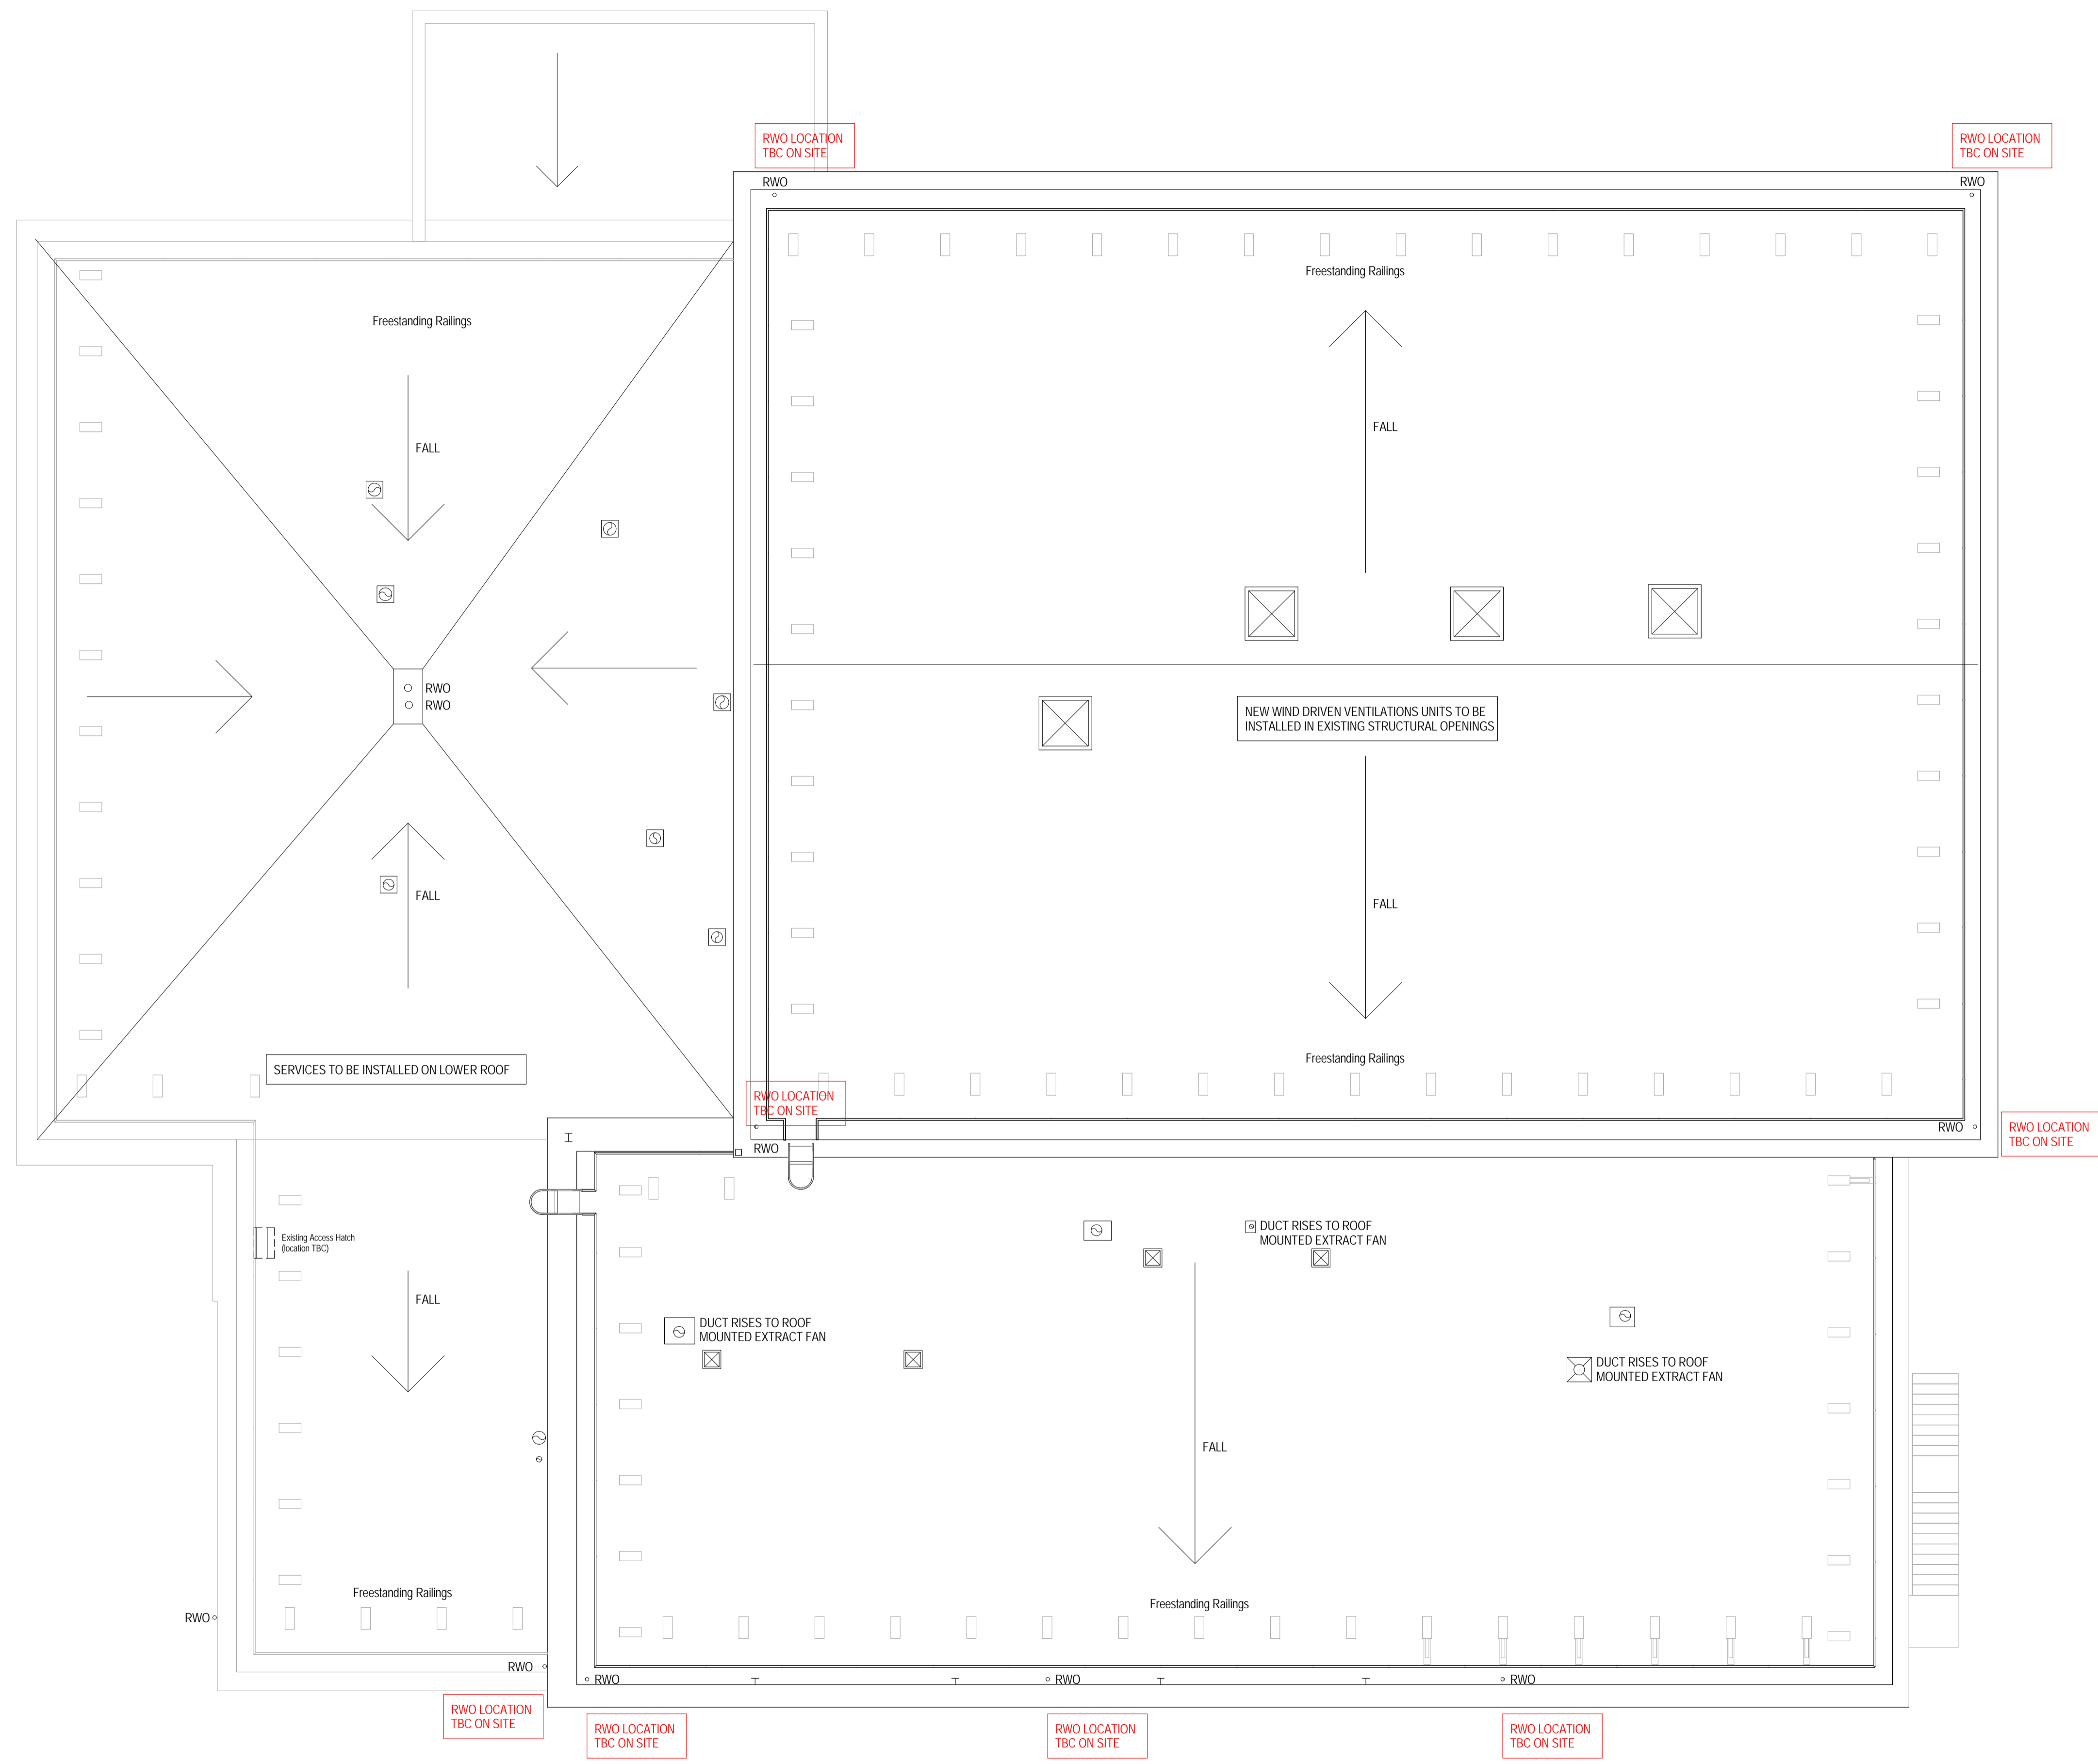 RWO LOCATION
TBC ON SITE
RWO LOCATION
TBC ON SITE
RWO
RWO
Freestanding Railings
Freestanding Railings
FALL
FALL
RWO
RWO
NEW WIND DRIVEN VENTILATIONS UNITS TO BE
INSTALLED IN EXISTING STRUCTURAL OPENINGS
FALL
FALL
Freestanding Railings
SERVICES TO BE INSTALLED ON LOWER ROOF
RWO LOCATION
TBC ON SITE
RWO
RWO LOCATION
TBC ON SITE
RWO
DUCT RISES TO ROOF
MOUNTED EXTRACT FAN
Existing Access Hatch
(location TBC)
FALL
DUCT RISES TO ROOF
MOUNTED EXTRACT FAN
DUCT RISES TO ROOF
MOUNTED EXTRACT FAN
FALL
Freestanding Railings
Freestanding Railings
RWO
RWO
RWO
RWO
RWO
RWO LOCATION
TBC ON SITE
RWO LOCATION
TBC ON SITE
RWO LOCATION
TBC ON SITE
RWO LOCATION
TBC ON SITE